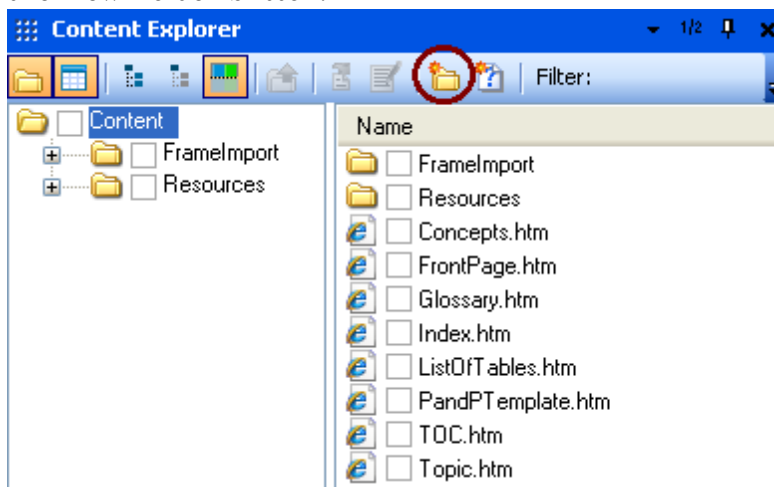 Content Explorer 1/2
Filter:
Content
FrameImport
Resources
Name
FrameImport
Resources
Concepts.htm
FrontPage.htm
Glossary.htm
Index.htm
ListOfTables.htm
PandPTemplate.htm
TOC.htm
Topic.htm